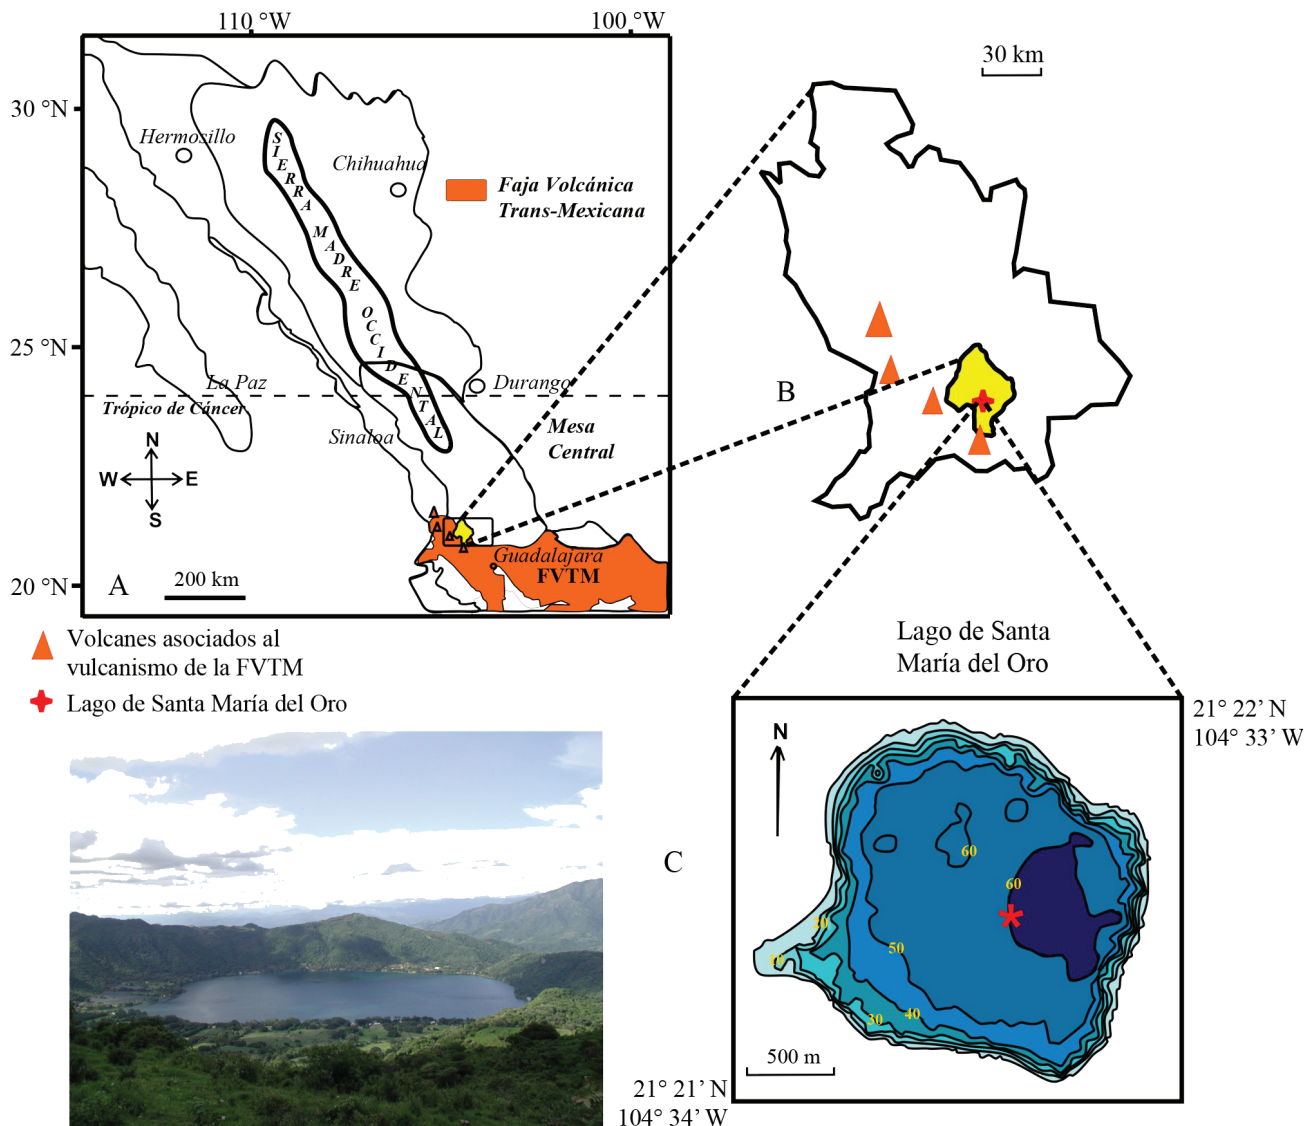 110 °W
100 °W
30 °N
25 °N
20 °N
Hermosillo
Chihuahua
SIERRA MADRE OCCIDENTAL
Faja Volcánica
Trans-Mexicana
La Paz
Durango
Trópico de Cáncer
Sinaloa
Mesa
Central
N
W
E
S
Guadalajara
FVTM
A
200 km
Volcanes asociados al
vulcanismo de la FVTM
Lago de Santa María del Oro
30 km
B
Lago de Santa
María del Oro
21° 22’ N
104° 33’ W
N
C
60
60
20
10
50
30
40
500 m
21° 21’ N
104° 34’ W